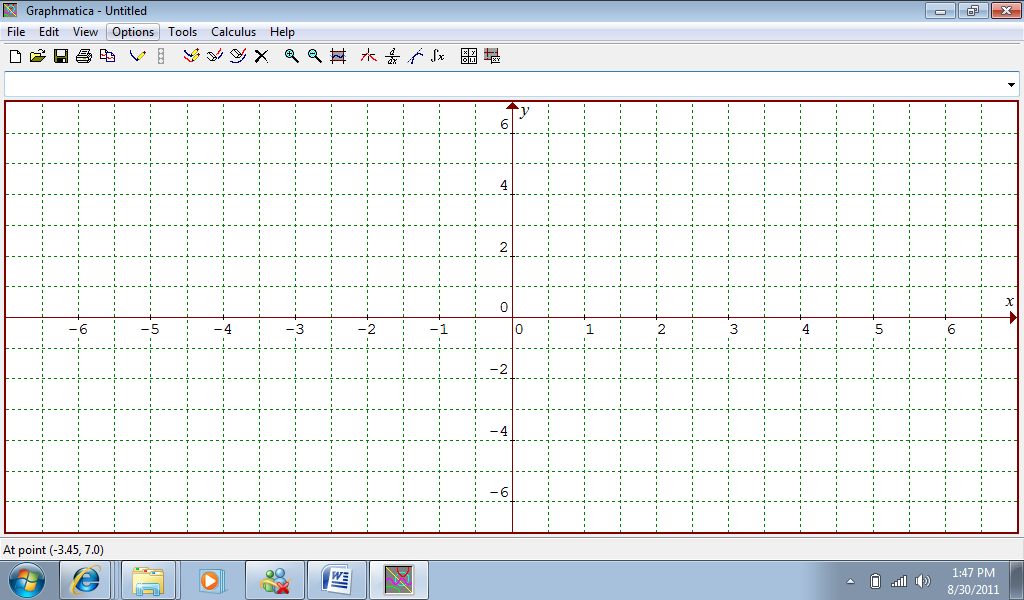 Graphmatica - Untitled
File Edit View Options Tools Calculus Help
y
6
4
2
0
x
-6 -5 -4 -3 -2 -1 0 1 2 3 4 5 6
-2
-4
-6
At point (-3.45, 7.0)
1:47 PM
8/30/2011